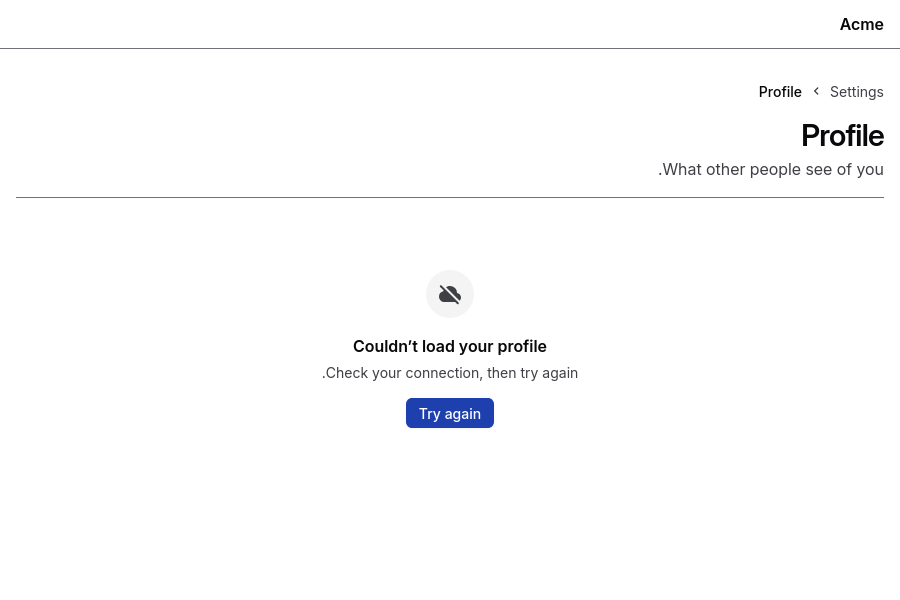 Acme
Settings
Profile
Profile
What other people see of you.
Couldn’t load your profile
Check your connection, then try again.
Try again